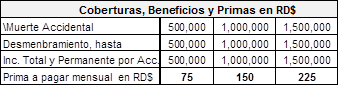 Coberturas, Beneficios y Primas en RD$
\Muerte Accidental 500,000 1,000,000 1,500,000
Desmenbramiento, hasta 500,000 1,000,000 1,500,000
Inc. Total y Permanente por Acc. 500,000 1,000,000 1,500,000
Prima a pagar mensual en RD$ 75 150 225